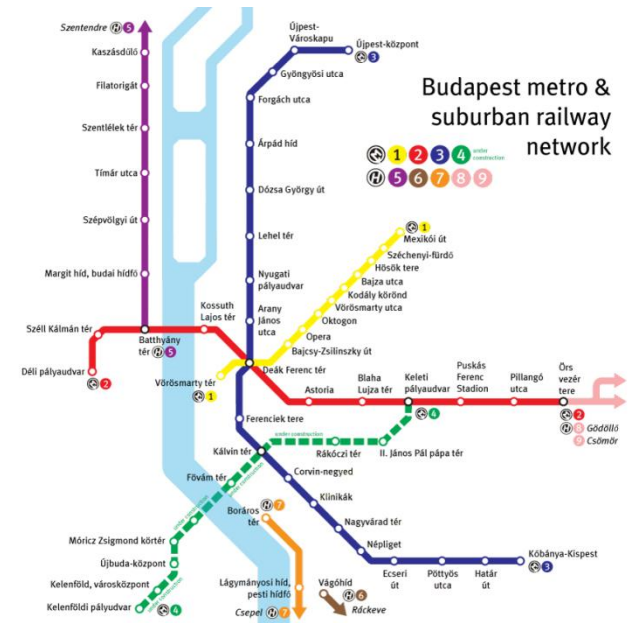 Szentendre H 5
Kaszásdűlő
Filatorigát
Szentlélek tér
Tímár utca
Szépvölgyi út
Margit híd, budai hídfő
Széll Kálmán tér
Déli pályaudvar
2
Batthyány
tér H 5
Kossuth
Lajos tér
Vörösmarty tér
1
Újpest-
Városkapu
Újpest-központ
3
Gyöngyösi utca
Forgách utca
Árpád híd
Dózsa György út
Lehel tér
Nyugati
pályaudvar
Arany
János
utca
Deák Ferenc tér
Budapest metro &
suburban railway
network
1 2 3 4 under
construction
H 5 6 7 8 9
1
Mexikói út
Széchenyi-fürdő
Hősök tere
Bajza utca
Kodály körönd
Vörösmarty utca
Oktogon
Opera
Bajcsy-Zsilinszky út
Astoria
Blaha
Lujza tér
Keleti
pályaudvar
4
Puskás
Ferenc
Stadion
Pillangó
utca
Örs
vezér
tere
2
H 8 Gödöllő
9 Csömör
Ferenciek tere
under construction
Kálvin tér
Rákóczi tér
II. János Pál pápa tér
Fővám tér
under construction
under construction
Corvin-negyed
Klinikák
Nagyvárad tér
Népliget
Ecseri
út
Pöttyös
utca
Határ
út
Kőbánya-Kispest
3
Móricz Zsigmond körtér
Újbuda-központ
Kelenföld, városközpont
Kelenföldi pályaudvar
under construction
4
H 7
Boráros
tér
Lágymányosi híd,
pesti hídfő
Csepel H 7
Vágóhíd H 6
Ráckeve